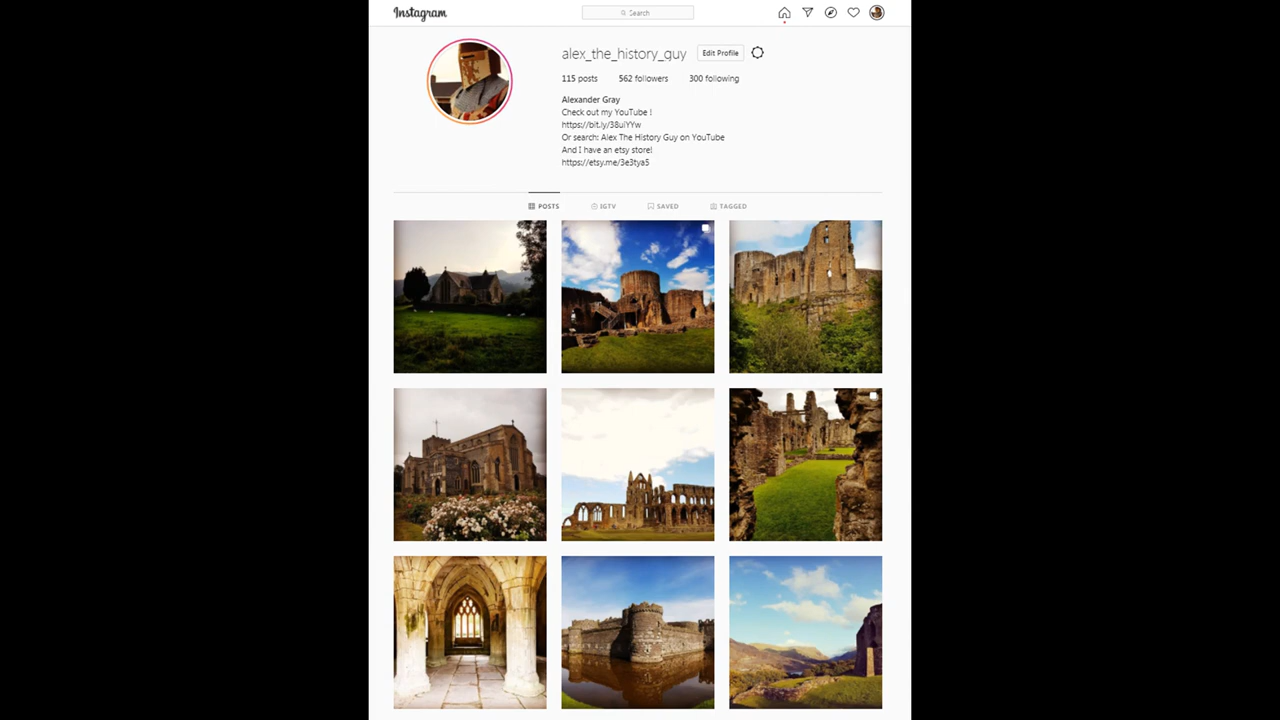 Instagram
Search
alex_the_history_guy Edit Profile
115 posts 562 followers 300 following
Alexander Gray
Check out my YouTube !
https://bit.ly/38uiYYw
Or search: Alex The History Guy on YouTube
And I have an etsy store!
https://etsy.me/3e3tya5
POSTS IGTV SAVED TAGGED